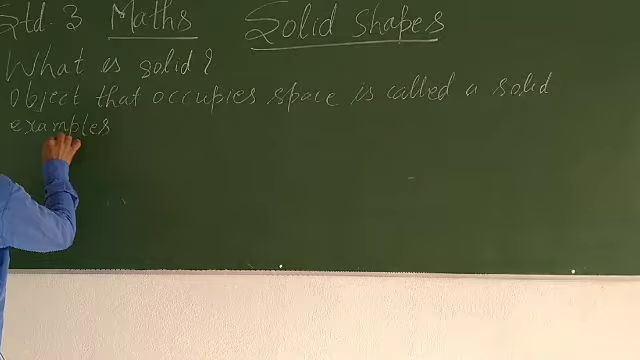 Std. 3 Maths Solid shapes
What is solid?
Object that occupies space is called a solid
examples